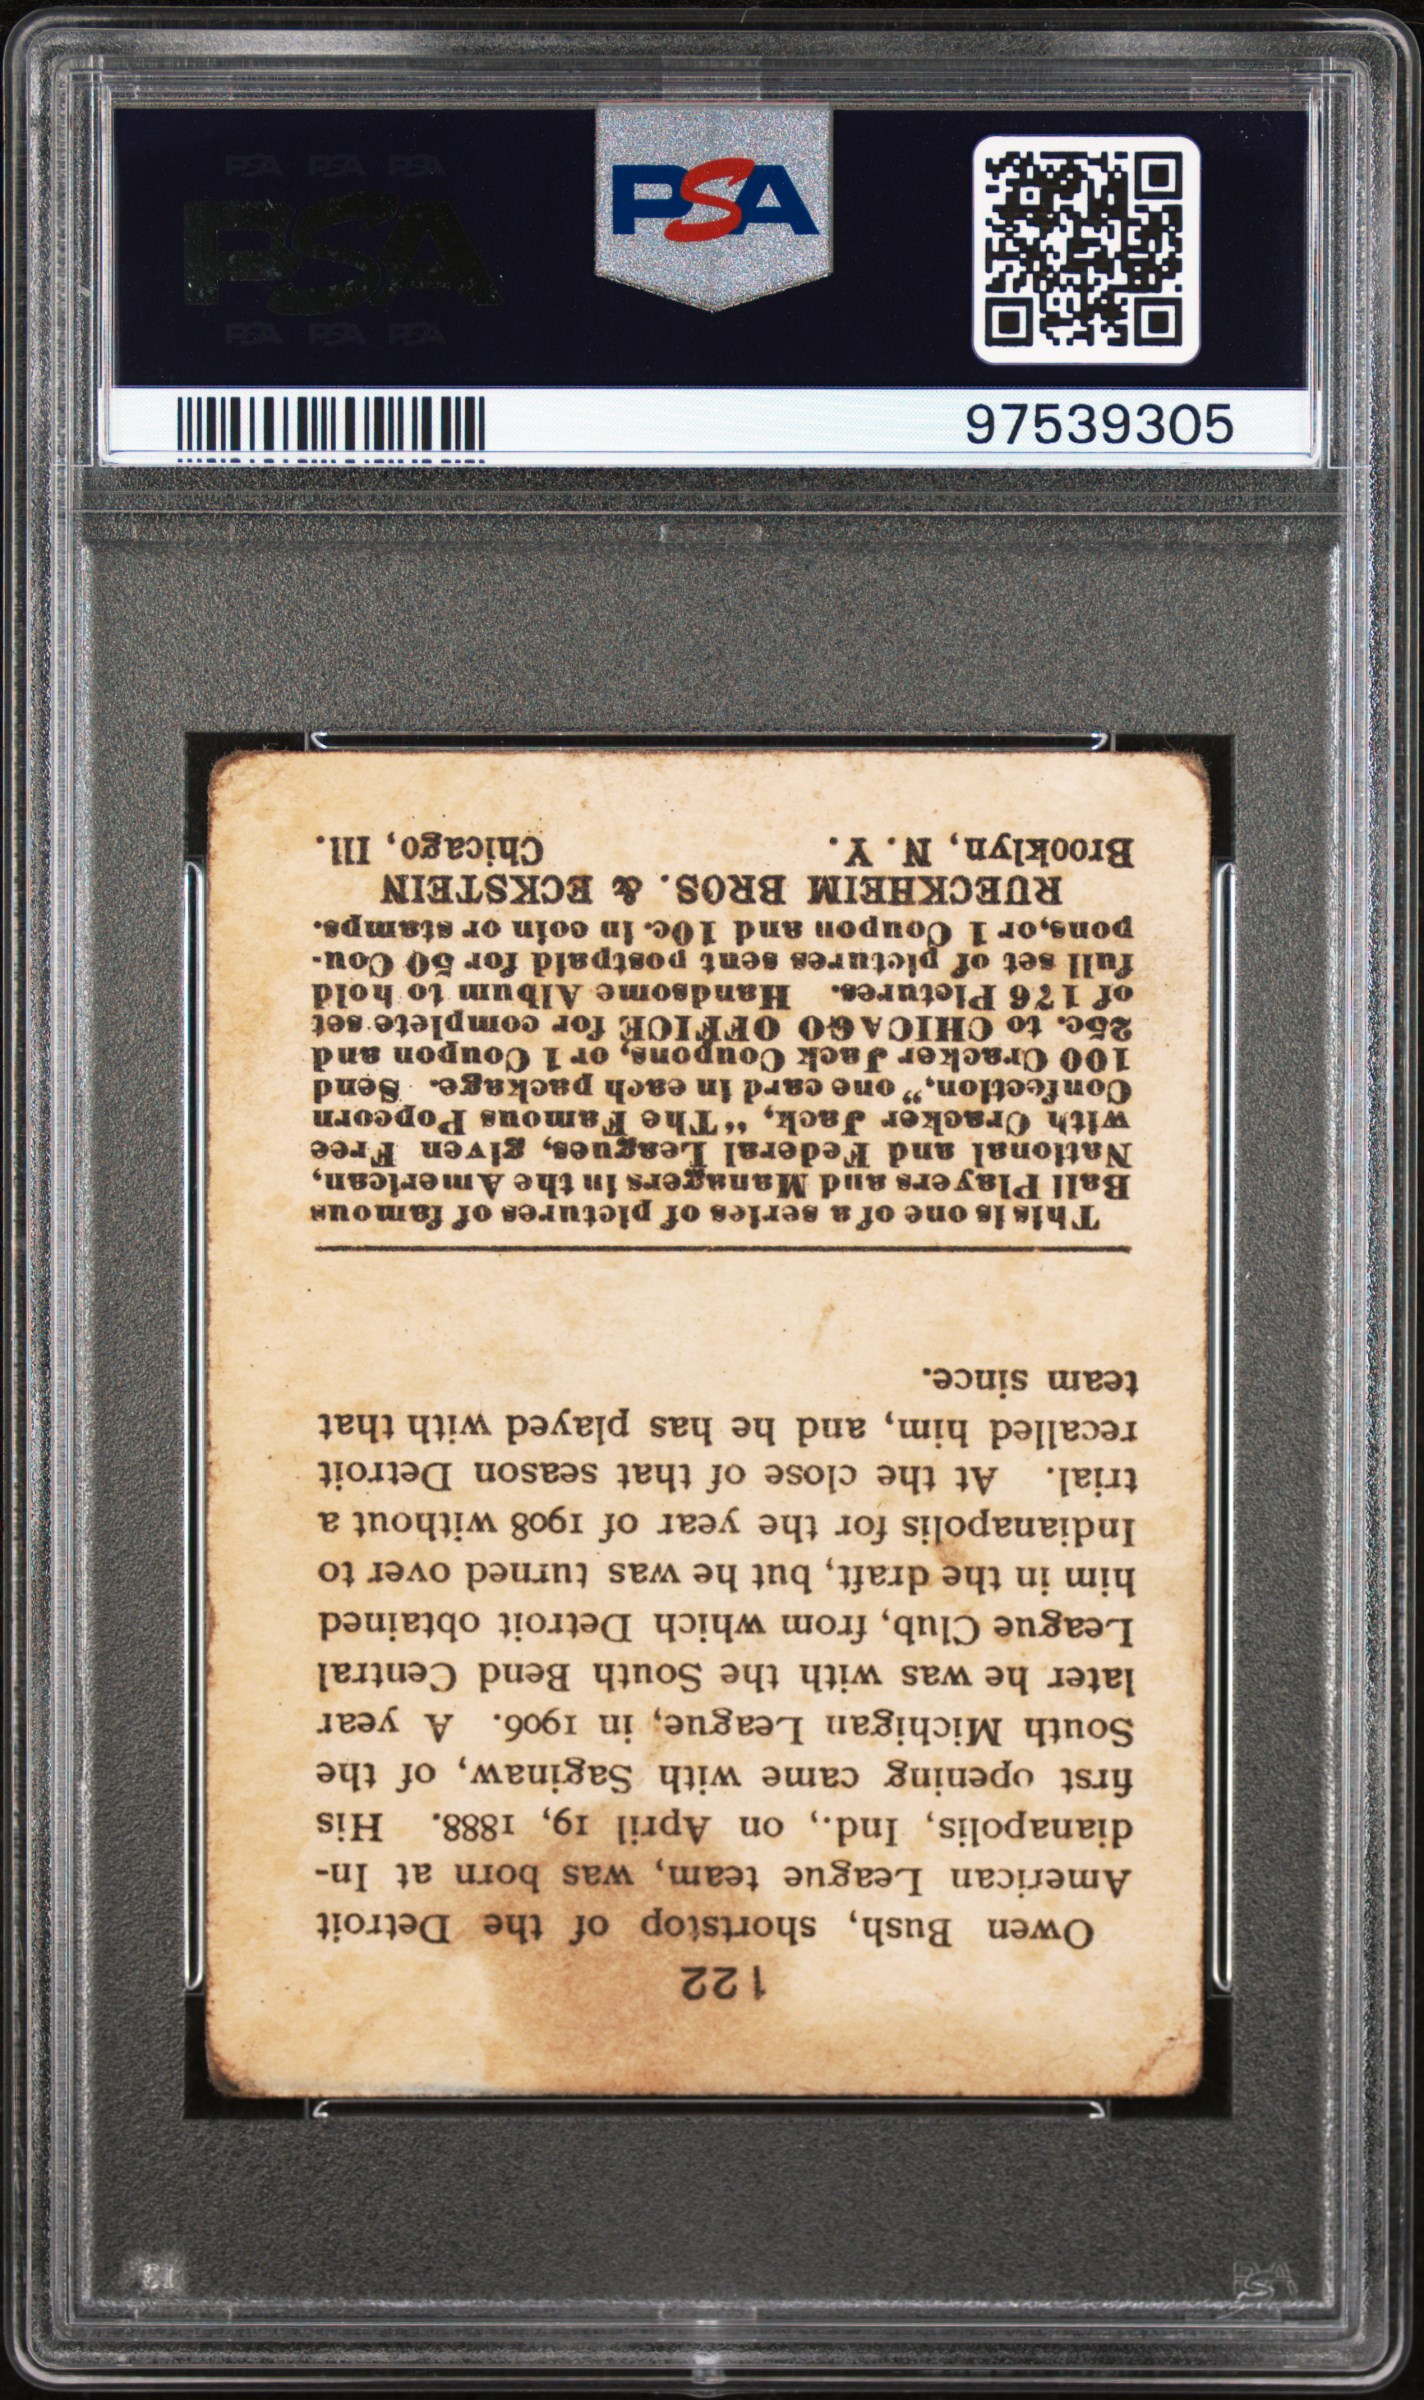 PSA PSA PSA
PSA
PSA PSA PSA
PSA
97539305
122
Owen Bush, shortstop of the Detroit
American League team, was born at In-
dianapolis, Ind., on April 19, 1888. His
first opening came with Saginaw, of the
South Michigan League, in 1906. A year
later he was with the South Bend Central
League Club, from which Detroit obtained
him in the draft, but he was turned over to
Indianapolis for the year of 1908 without a
trial. At the close of that season Detroit
recalled him, and he has played with that
team since.
This is one of a series of pictures of famous
Ball Players and Managers in the American,
National and Federal Leagues, given Free
with Cracker Jack, "The Famous Popcorn
Confection," one card in each package. Send
100 Cracker Jack Coupons, or 1 Coupon and
25c. to CHICAGO OFFICE for complete set
of 176 Pictures. Handsome Album to hold
full set of pictures sent postpaid for 50 Cou-
pons, or 1 Coupon and 10c. in coin or stamps.
RUECKHEIM BROS. & ECKSTEIN
Brooklyn, N. Y. Chicago, Ill.
PSA